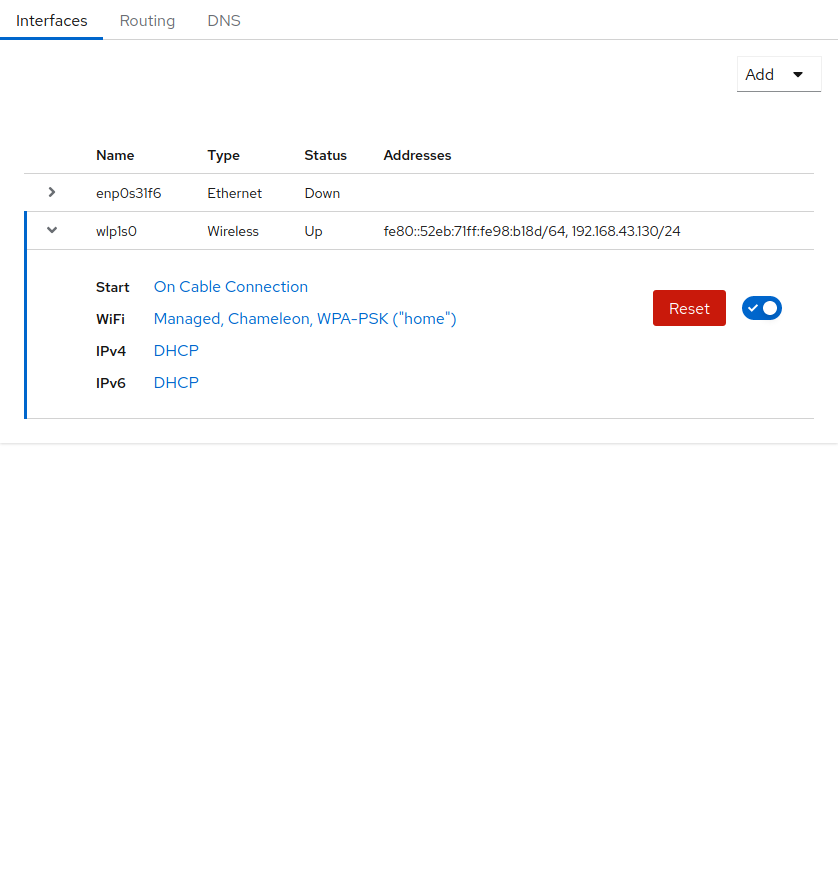 Interfaces Routing DNS
Add
Name Type Status Addresses
enp0s31f6 Ethernet Down
wlp1s0 Wireless Up fe80::52eb:71ff:fe98:b18d/64, 192.168.43.130/24
Start On Cable Connection
WiFi Managed, Chameleon, WPA-PSK ("home")
Reset
IPv4 DHCP
IPv6 DHCP